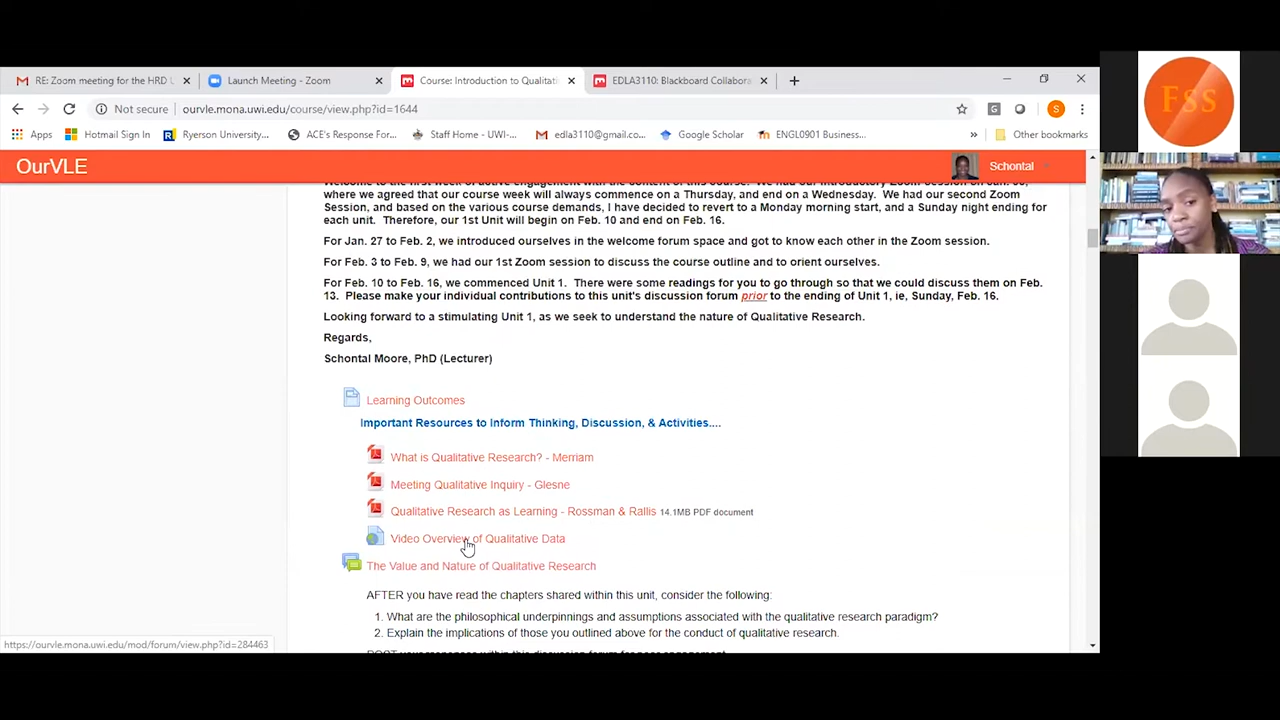 RE: Zoom meeting for the HRD U
Launch Meeting - Zoom
Course: Introduction to Qualitati
EDLA3110: Blackboard Collabora
Not secure
ourvle.mona.uwi.edu/course/view.php?id=1644
S
Apps
Hotmail Sign In
Ryerson University...
ACE's Response For...
Staff Home - UWI-...
edla3110@gmail.co...
Google Scholar
ENGL0901 Business...
»
Other bookmarks
OurVLE
Schontal
FSS
where we agreed that our course week will always commence on a Thursday, and end on a Wednesday. We had our second Zoom
Session, and based on the various course demands, I have decided to revert to a Monday morning start, and a Sunday night ending for
each unit. Therefore, our 1st Unit will begin on Feb. 10 and end on Feb. 16.
For Jan. 27 to Feb. 2, we introduced ourselves in the welcome forum space and got to know each other in the Zoom session.
For Feb. 3 to Feb. 9, we had our 1st Zoom session to discuss the course outline and to orient ourselves.
For Feb. 10 to Feb. 16, we commenced Unit 1. There were some readings for you to go through so that we could discuss them on Feb.
13. Please make your individual contributions to this unit's discussion forum prior to the ending of Unit 1, ie, Sunday, Feb. 16.
Looking forward to a stimulating Unit 1, as we seek to understand the nature of Qualitative Research.
Regards,
Schontal Moore, PhD (Lecturer)
Learning Outcomes
Important Resources to Inform Thinking, Discussion, & Activities....
What is Qualitative Research? - Merriam
Meeting Qualitative Inquiry - Glesne
Qualitative Research as Learning - Rossman & Rallis 14.1MB PDF document
Video Overview of Qualitative Data
The Value and Nature of Qualitative Research
AFTER you have read the chapters shared within this unit, consider the following:
1. What are the philosophical underpinnings and assumptions associated with the qualitative research paradigm?
2. Explain the implications of those you outlined above for the conduct of qualitative research.
https://ourvle.mona.uwi.edu/mod/forum/view.php?id=284463